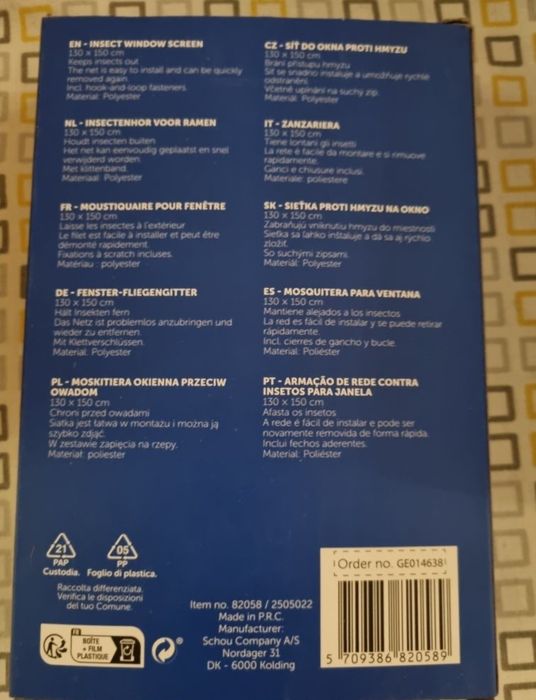 EN - INSECT WINDOW SCREEN
130 x 150 cm
Keeps insects out
The net is easy to install and can be quickly
removed again.
Incl. hook-and-loop fasteners.
Material: Polyester
NL - INSECTENHOR VOOR RAMEN
130 x 150 cm
Houdt insecten buiten
Het net kan eenvoudig geplaatst en snel
verwijderd worden.
Met klittenband.
Materiaal: Polyester
FR - MOUSTIQUAIRE POUR FENÊTRE
130 x 150 cm
Laisse les insectes à l'extérieur
Le filet est facile à installer et peut être
démonté rapidement.
Fixations à scratch incluses.
Matériau : polyester
DE - FENSTER-FLIEGENGITTER
130 x 150 cm
Hält Insekten fern
Das Netz ist problemlos anzubringen und
wieder zu entfernen.
Mit Klettverschlüssen.
Material: Polyester
PL - MOSKITIERA OKIENNA PRZECIW
OWADOM
130 x 150 cm
Chroni przed owadami
Siatka jest łatwa w montażu i można ją
szybko zdjąć.
W zestawie zapięcia na rzepy.
Materiał: poliester
CZ - SÍŤ DO OKNA PROTI HMYZU
130 x 150 cm
Brání přístupu hmyzu
Síť se snadno instaluje a umožňuje rychlé
odstranění.
Včetně upínání na suchý zip.
Materiál: Polyester
IT - ZANZARIERA
130 x 150 cm
Tiene lontani gli insetti
La rete è facile da montare e si rimuove
rapidamente.
Ganci e chiusure inclusi.
Materiale: poliestere
SK - SIEŤKA PROTI HMYZU NA OKNO
130 x 150 cm
Zabraňujú vniknutiu hmyzu do miestnosti
Sieťka sa ľahko inštaluje a dá sa aj rýchlo
zložiť.
So suchými zipsami.
Materiál: Polyester
ES - MOSQUITERA PARA VENTANA
130 x 150 cm
Mantiene alejados a los insectos
La red es fácil de instalar y se puede retirar
rápidamente.
Incl. cierres de gancho y bucle.
Material: Poliéster
PT - ARMAÇÃO DE REDE CONTRA
INSETOS PARA JANELA
130 x 150 cm
Afasta os insetos
A rede é fácil de instalar e pode ser
novamente removida de forma rápida.
Inclui fechos aderentes.
Material: Poliéster
21
PAP
Custodia.
05
PP
Foglio di plastica.
Raccolta differenziata.
Verifica le disposizioni
del tuo Comune.
FR
BOÎTE
+ FILM
PLASTIQUE
Item no. 82058 / 2505022
Made in P.R.C.
Manufacturer:
Schou Company A/S
Nordager 31
DK - 6000 Kolding
Order no. GE014638
5 709386 820589